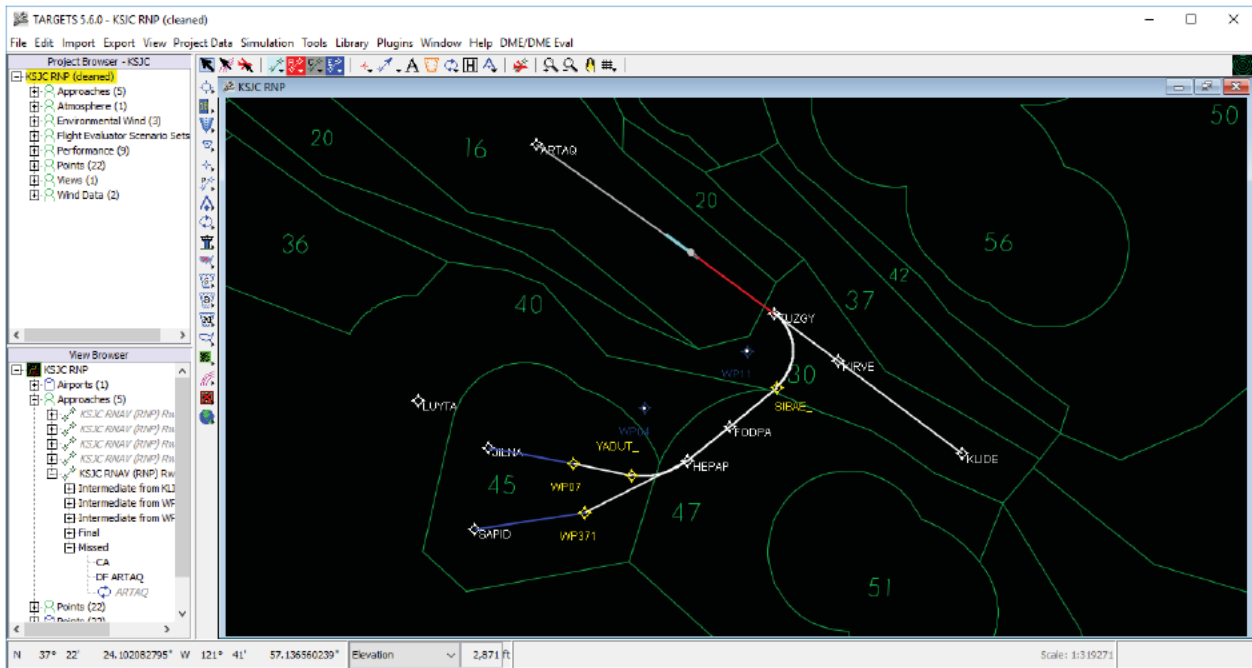 TARGETS 5.6.0 - KSJC RNP (cleaned)
File Edit Import Export View Project Data Simulation Tools Library Plugins Window Help DME/DME Eval
Project Browser - KSJC
KSJC RNP (cleaned)
Approaches (5)
Atmosphere (1)
Environmental Wind (3)
Flight Evaluator Scenario Sets
Performance (9)
Points (22)
Views (1)
Wind Data (2)
View Browser
KSJC RNP
Airports (1)
Approaches (5)
KSJC RNAV (RNP) Rw
KSJC RNAV (RNP) Rw
KSJC RNAV (RNP) Rw
KSJC RNAV (RNP) Rw
KSJC RNAV (RNP) Rw
Intermediate from KLI
Intermediate from WP
Intermediate from WP
Final
Missed
CA
DF ARTAQ
ARTAQ
Points (22)
KSJC RNP
50
20
16
ARTAQ
20
56
36
42
40
37
ZUZGY
WP11
KIRVE
30
SIBAE_
LUYTA
WP04
FODPA
YADUT_
JILNA
HEPAP
KLIDE
45
WP07
47
SAPID
WP371
51
N 37° 22' 24.102082795" W 121° 41' 57.136560239" Elevation 2,871 ft Scale: 1:319271